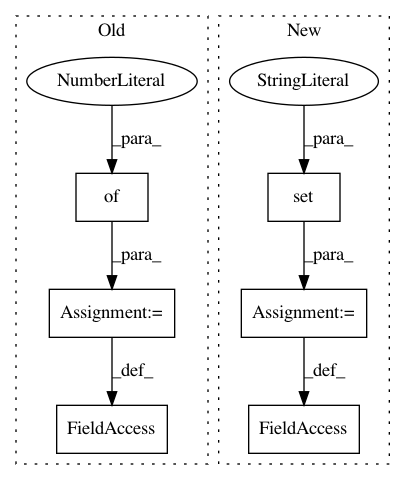 Old
New
NumberLiteral
StringLiteral
_para_
_para_
of
set
_para_
_para_
Assignment:=
Assignment:=
_def_
_def_
FieldAccess
FieldAccess